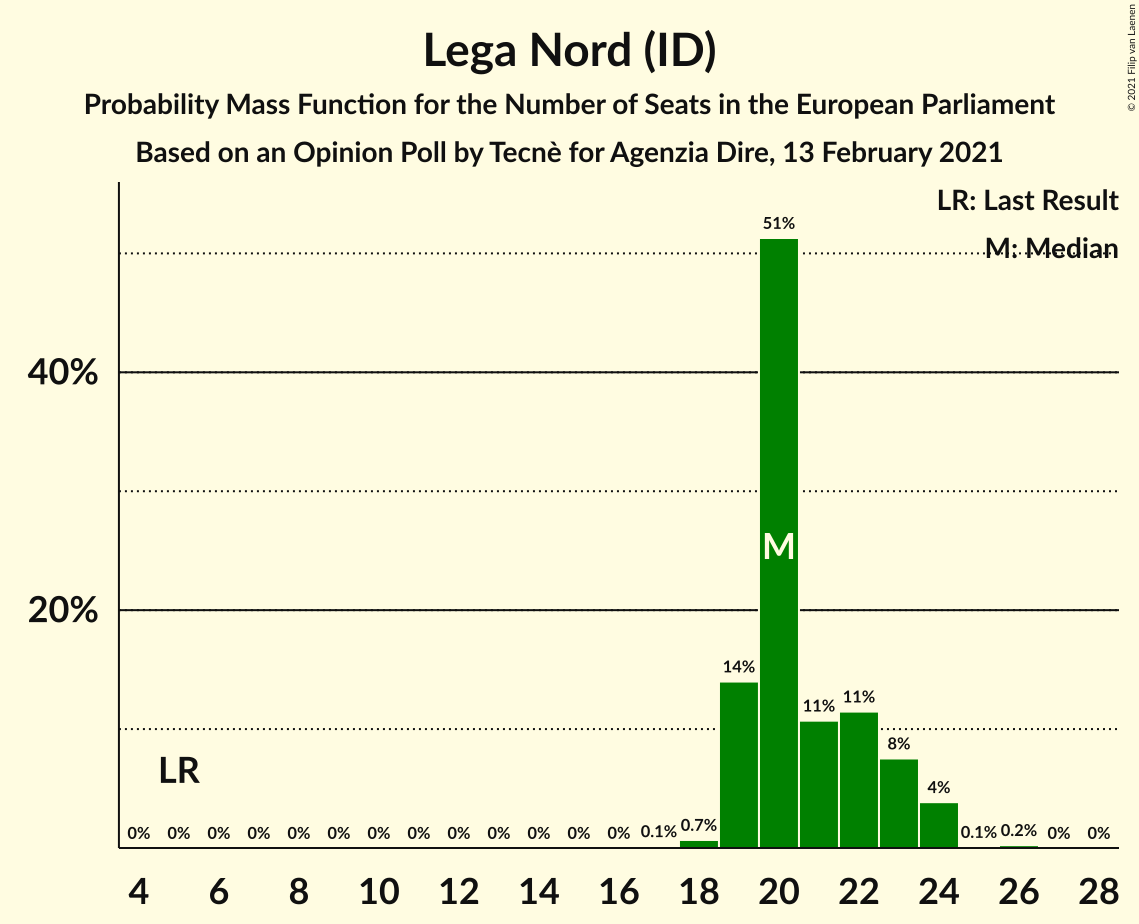 Lega Nord (ID)
Probability Mass Function for the Number of Seats in the European Parliament
Based on an Opinion Poll by Tecnè for Agenzia Dire, 13 February 2021
© 2021 Filip van Laenen
LR: Last Result
M: Median
40%
20%
51%
M
14%
11%
11%
8%
4%
LR
0% 0% 0% 0% 0% 0% 0% 0% 0% 0% 0% 0% 0% 0.1% 0.7% 0.1% 0.2% 0% 0%
4 6 8 10 12 14 16 18 20 22 24 26 28